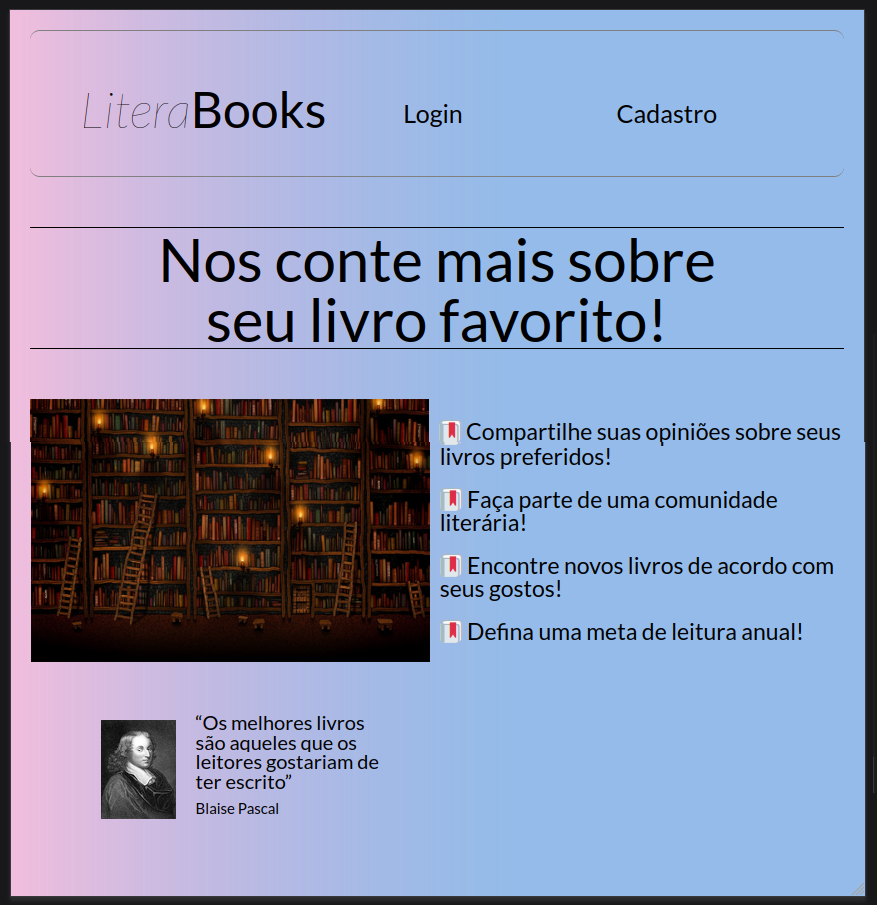 LiteraBooks
Login
Cadastro
Nos conte mais sobre
seu livro favorito!
Compartilhe suas opiniões sobre seus
livros preferidos!
Faça parte de uma comunidade
literária!
Encontre novos livros de acordo com
seus gostos!
Defina uma meta de leitura anual!
“Os melhores livros
são aqueles que os
leitores gostariam de
ter escrito”
Blaise Pascal